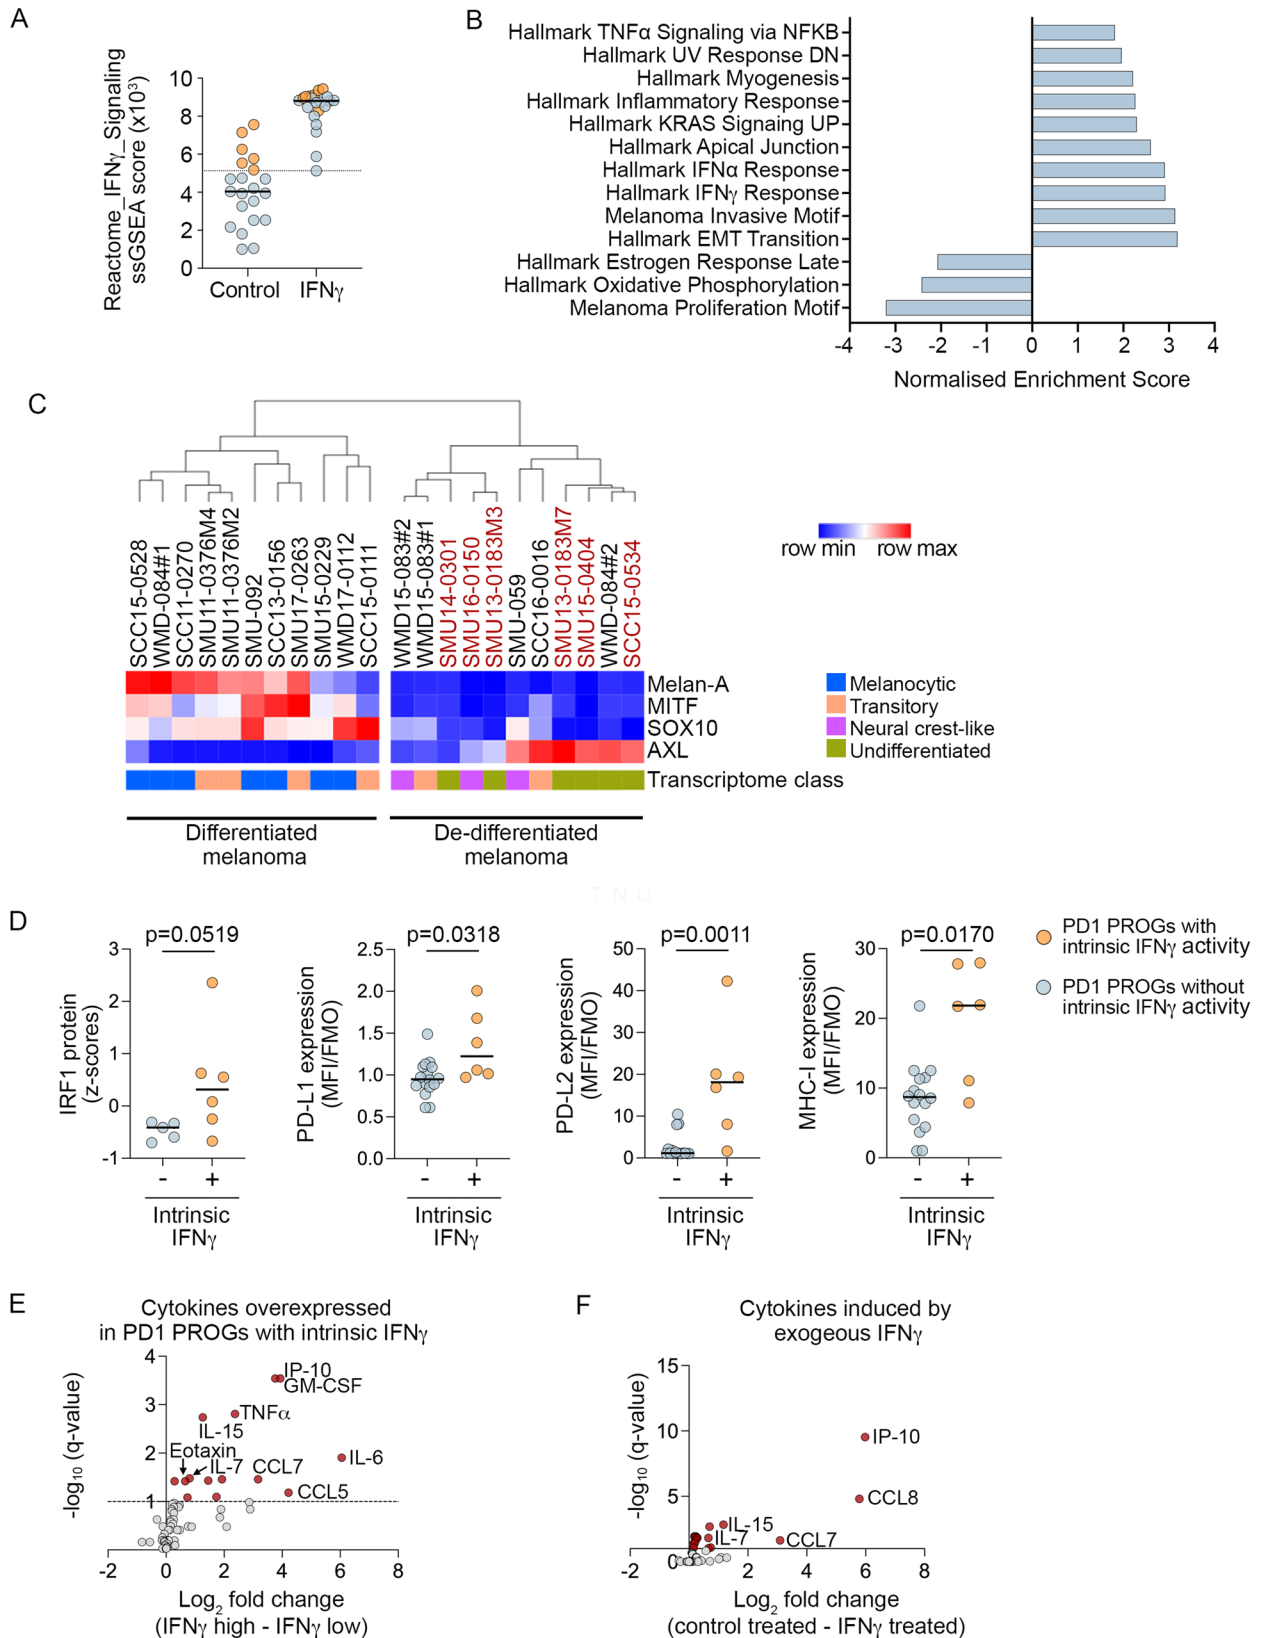 A
Reactome_IFNγ_Signaling
ssGSEA score (x10³)
10
8
6
4
2
0
Control
IFNγ
B
Hallmark TNFα Signaling via NFKB
Hallmark UV Response DN
Hallmark Myogenesis
Hallmark Inflammatory Response
Hallmark KRAS Signaing UP
Hallmark Apical Junction
Hallmark IFNα Response
Hallmark IFNγ Response
Melanoma Invasive Motif
Hallmark EMT Transition
Hallmark Estrogen Response Late
Hallmark Oxidative Phosphorylation
Melanoma Proliferation Motif
-4 -3 -2 -1 0 1 2 3 4
Normalised Enrichment Score
C
SCC15-0528
WMD-084#1
SCC11-0270
SMU11-0376M4
SMU11-0376M2
SMU-092
SCC13-0156
SMU17-0263
SMU15-0229
WMD17-0112
SCC15-0111
WMD15-083#2
WMD15-083#1
SMU14-0301
SMU16-0150
SMU13-0183M3
SMU-059
SCC16-0016
SMU13-0183M7
SMU15-0404
WMD-084#2
SCC15-0534
row min row max
Melan-A
MITF
SOX10
AXL
Transcriptome class
Melanocytic
Transitory
Neural crest-like
Undifferentiated
Differentiated
melanoma
De-differentiated
melanoma
TNU
D
p=0.0519
IRF1 protein
(z-scores)
3
2
1
0
-1
- +
Intrinsic
IFNγ
p=0.0318
PD-L1 expression
(MFI/FMO)
2.5
2.0
1.5
1.0
0.5
0.0
- +
Intrinsic
IFNγ
p=0.0011
PD-L2 expression
(MFI/FMO)
50
40
30
20
10
0
- +
Intrinsic
IFNγ
p=0.0170
MHC-I expression
(MFI/FMO)
30
20
10
0
- +
Intrinsic
IFNγ
PD1 PROGs with
intrinsic IFNγ activity
PD1 PROGs without
intrinsic IFNγ activity
E
Cytokines overexpressed
in PD1 PROGs with intrinsic IFNγ
-log₁₀ (q-value)
4
3
2
1
IP-10
GM-CSF
TNFα
IL-15
Eotaxin
IL-7
CCL7
IL-6
CCL5
-2 0 2 4 6 8
Log₂ fold change
(IFNγ high - IFNγ low)
F
Cytokines induced by
exogeous IFNγ
-log₁₀ (q-value)
15
10
5
IP-10
CCL8
IL-15
IL-7
CCL7
-2 0 2 4 6 8
Log₂ fold change
(control treated - IFNγ treated)